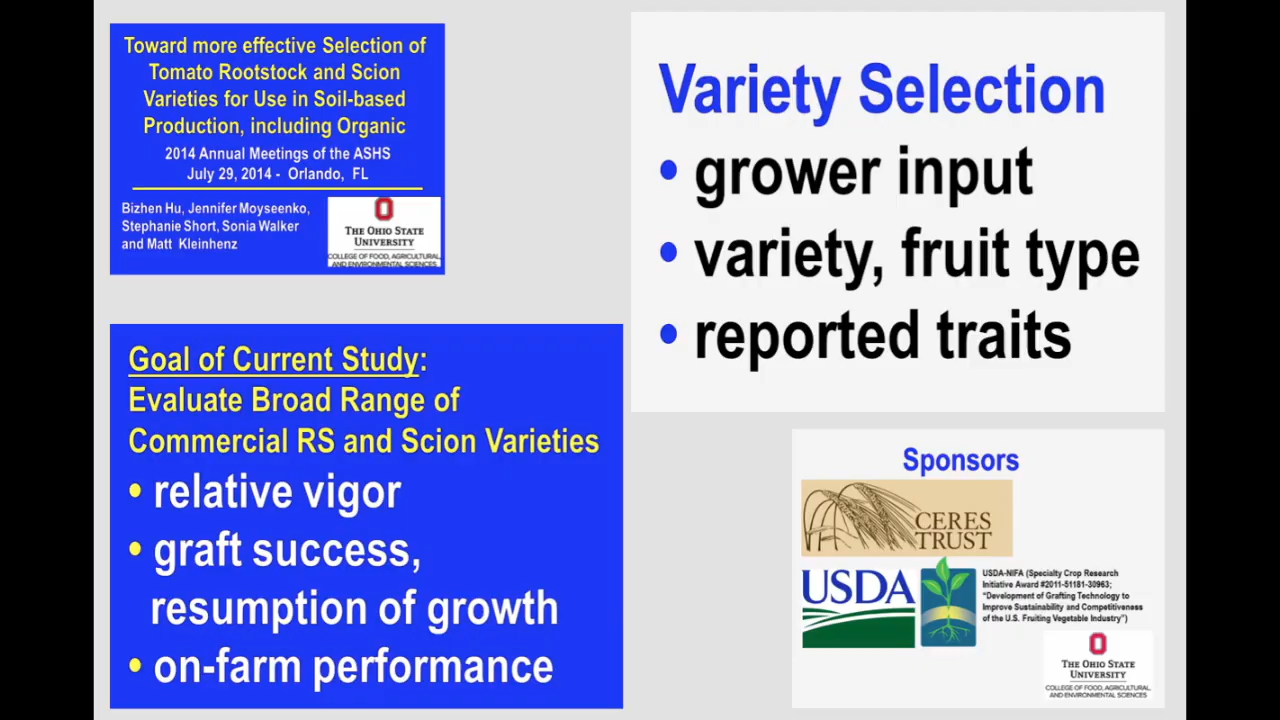 Toward more effective Selection of
Tomato Rootstock and Scion
Varieties for Use in Soil-based
Production, including Organic
2014 Annual Meetings of the ASHS
July 29, 2014 - Orlando, FL
Bizhen Hu, Jennifer Moyseenko,
Stephanie Short, Sonia Walker
and Matt Kleinhenz
THE OHIO STATE
UNIVERSITY
COLLEGE OF FOOD, AGRICULTURAL,
AND ENVIRONMENTAL SCIENCES
Variety Selection
• grower input
• variety, fruit type
• reported traits
Goal of Current Study:
Evaluate Broad Range of
Commercial RS and Scion Varieties
• relative vigor
• graft success,
resumption of growth
• on-farm performance
Sponsors
CERES
TRUST
USDA
USDA-NIFA (Specialty Crop Research
Initiative Award #2011-51181-30963;
“Development of Grafting Technology to
Improve Sustainability and Competitiveness
of the U.S. Fruiting Vegetable Industry”)
THE OHIO STATE
UNIVERSITY
COLLEGE OF FOOD, AGRICULTURAL,
AND ENVIRONMENTAL SCIENCES